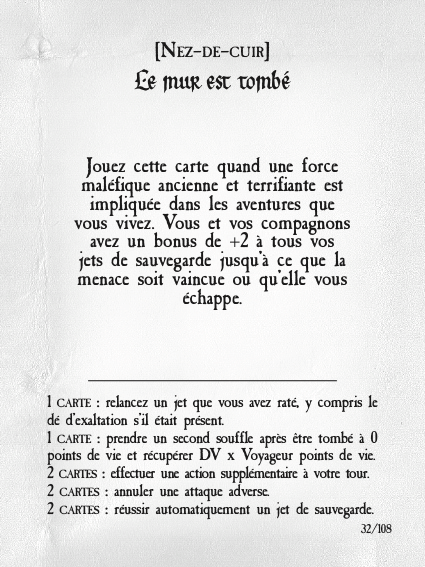 [Nez-de-cuir]
Le mur est tombé
Jouez cette carte quand une force
maléfique ancienne et terrifiante est
impliquée dans les aventures que
vous vivez. Vous et vos compagnons
avez un bonus de +2 à tous vos
jets de sauvegarde jusqu'à ce que la
menace soit vaincue ou qu'elle vous
échappe.
1 carte : relancez un jet que vous avez raté, y compris le
dé d'exaltation s'il était présent.
1 carte : prendre un second souffle après être tombé à 0
points de vie et récupérer DV x Voyageur points de vie.
2 cartes : effectuer une action supplémentaire à votre tour.
2 cartes : annuler une attaque adverse.
2 cartes : réussir automatiquement un jet de sauvegarde.
32/108